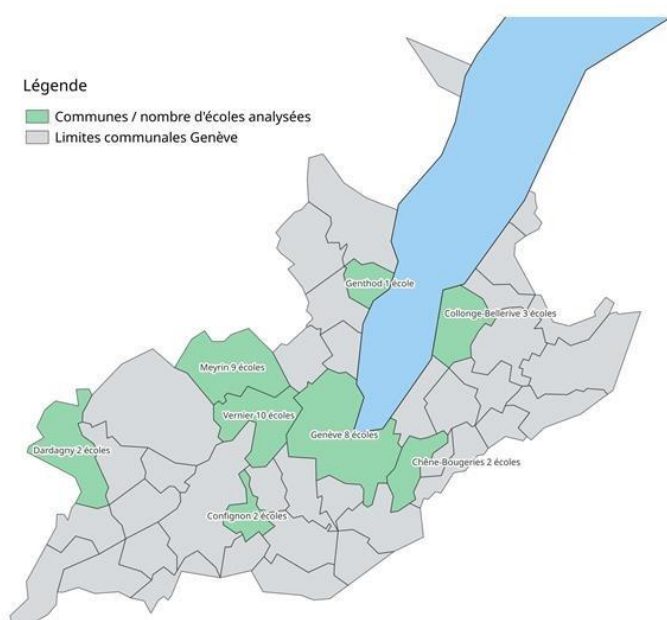 Légende
Communes / nombre d'écoles analysées
Limites communales Genève
Genthod 1 école
Collonge-Bellerive 3 écoles
Meyrin 9 écoles
Vernier 10 écoles
Genève 8 écoles
Dardagny 2 écoles
Chêne-Bougeries 2 écoles
Confignon 2 écoles